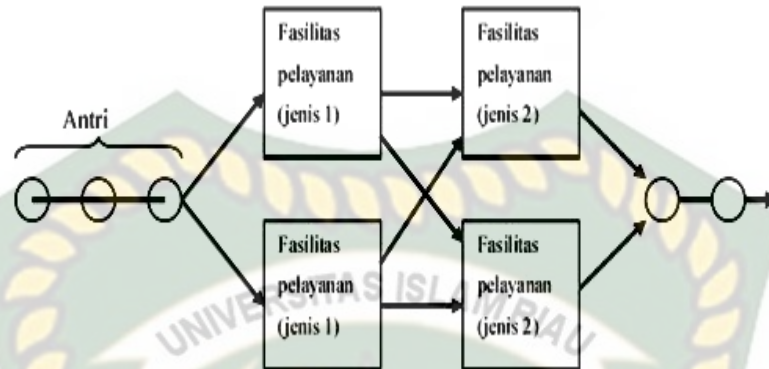 Antri
Fasilitas
pelayanan
(jenis 1)
Fasilitas
pelayanan
(jenis 2)
Fasilitas
pelayanan
(jenis 1)
Fasilitas
pelayanan
(jenis 2)
UNIVERSITAS ISLAM RIAU